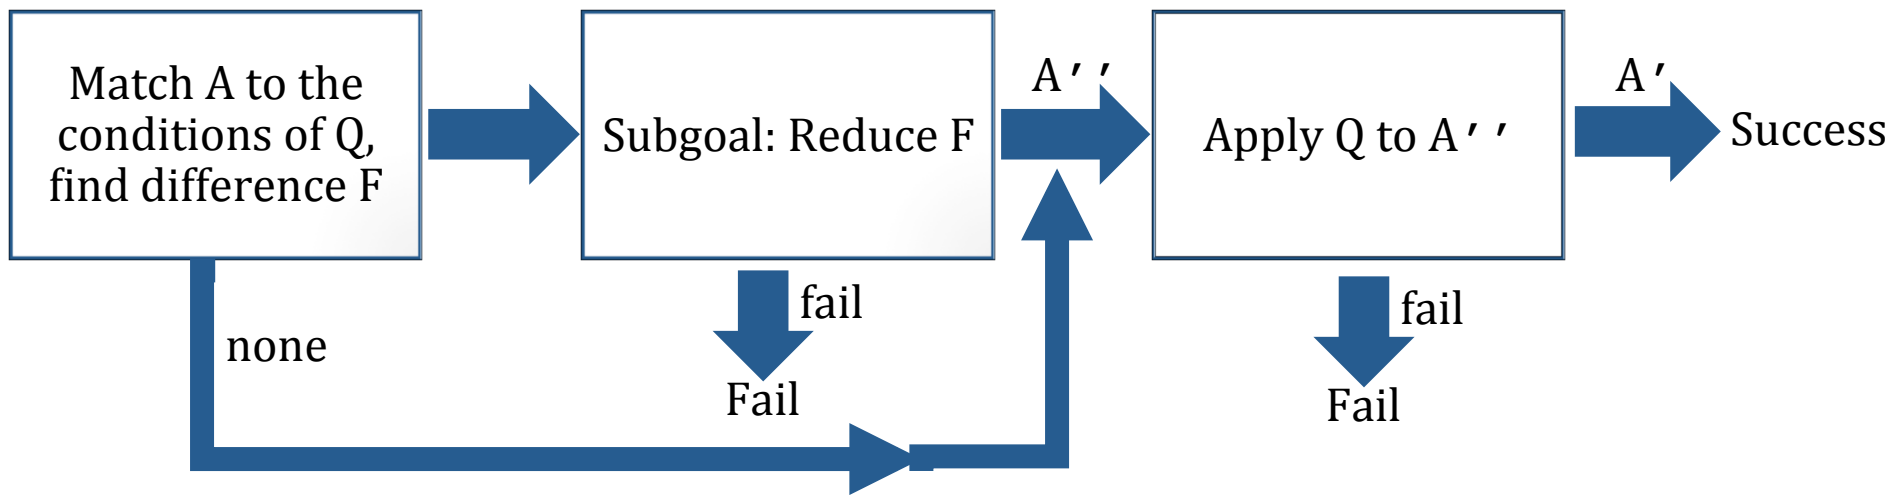 Match A to the
conditions of Q,
find difference F
Subgoal: Reduce F
A′′
Apply Q to A′′
A′
Success
none
fail
Fail
fail
Fail